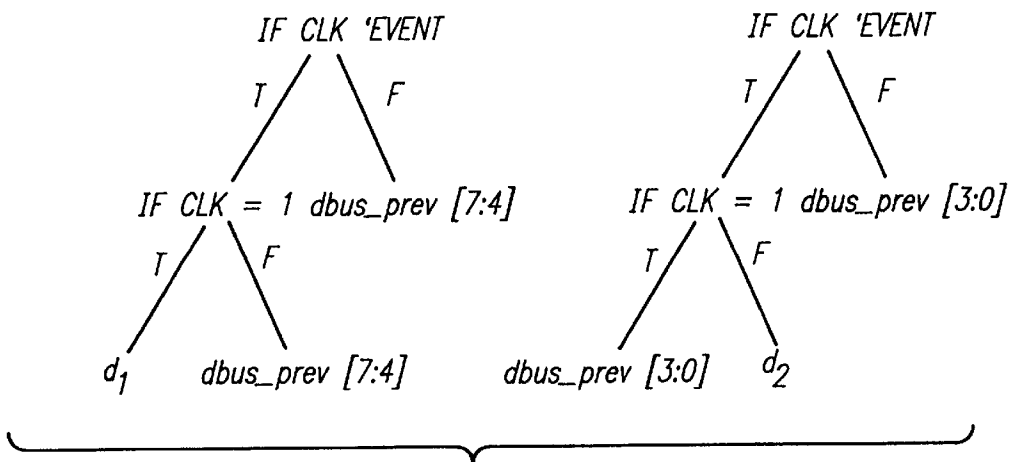 IF CLK 'EVENT IF CLK 'EVENT
T F T F
IF CLK = 1 dbus_prev [7:4] IF CLK = 1 dbus_prev [3:0]
T F T F
d1 dbus_prev [7:4] dbus_prev [3:0] d2